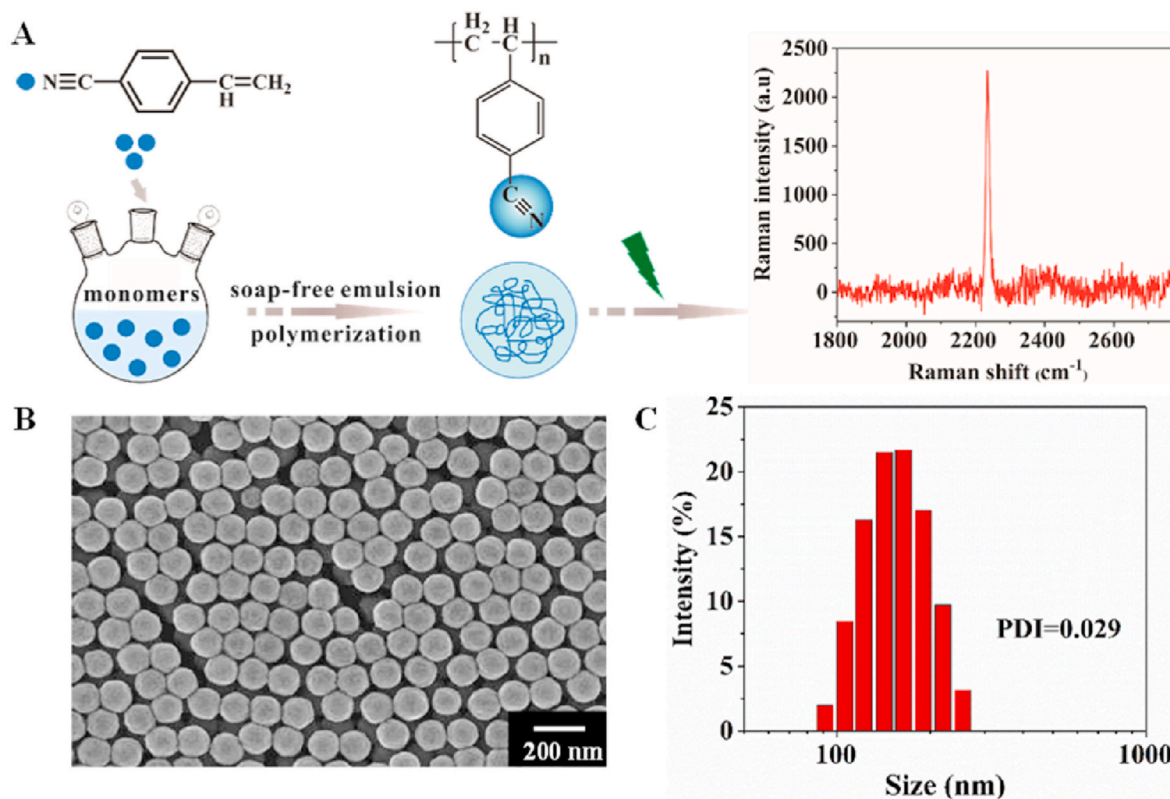 A
N≡C
C=CH₂
H
H₂ H
C C
n
C
N
monomers
soap-free emulsion
polymerization
Raman intensity (a.u)
2500
2000
1500
1000
500
0
1800 2000 2200 2400 2600
Raman shift (cm⁻¹)
B
200 nm
C
Intensity (%)
25
20
15
10
5
0
PDI=0.029
100 1000
Size (nm)